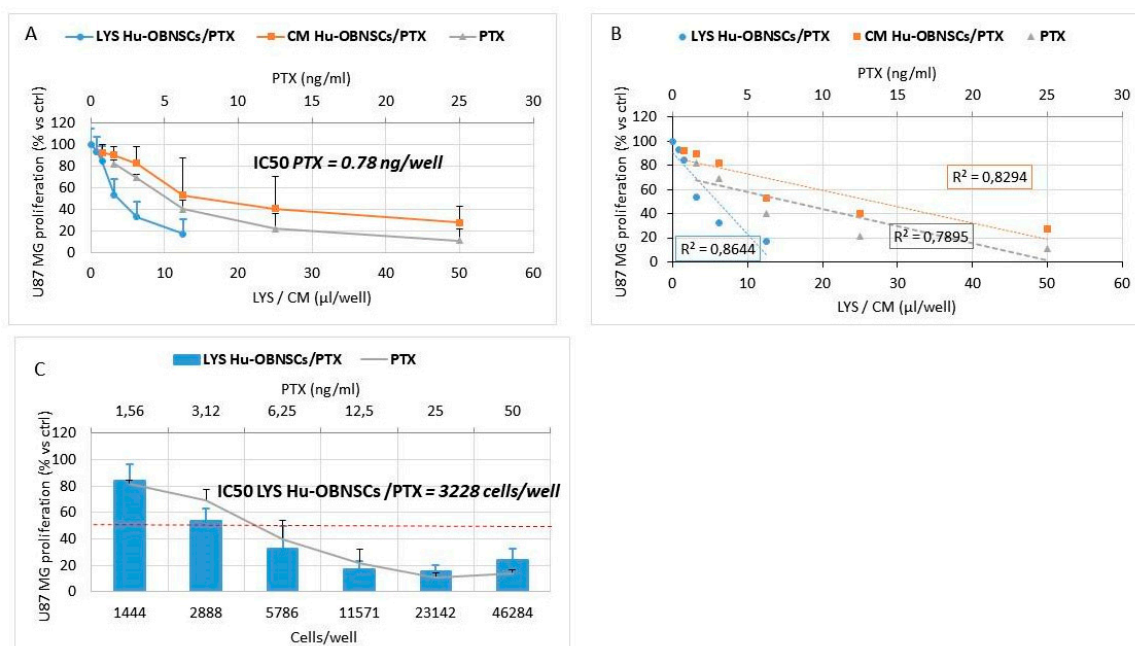 A
LYS Hu-OBNSCs/PTX CM Hu-OBNSCs/PTX PTX
PTX (ng/ml)
0 5 10 15 20 25 30
U87 MG proliferation (% vs ctrl)
120
100
80
60
40
20
0
IC50 PTX = 0.78 ng/well
0 10 20 30 40 50 60
LYS / CM (µl/well)
B
LYS Hu-OBNSCs/PTX CM Hu-OBNSCs/PTX PTX
PTX (ng/ml)
0 5 10 15 20 25 30
U87 MG proliferation (% vs ctrl)
120
100
80
60
40
20
0
R² = 0,8294
R² = 0,7895
R² = 0,8644
0 10 20 30 40 50 60
LYS / CM (µl/well)
C
LYS Hu-OBNSCs/PTX PTX
PTX (ng/ml)
1,56 3,12 6,25 12,5 25 50
U87 MG proliferation (% vs ctrl)
120
100
80
60
40
20
0
IC50 LYS Hu-OBNSCs /PTX = 3228 cells/well
1444 2888 5786 11571 23142 46284
Cells/well